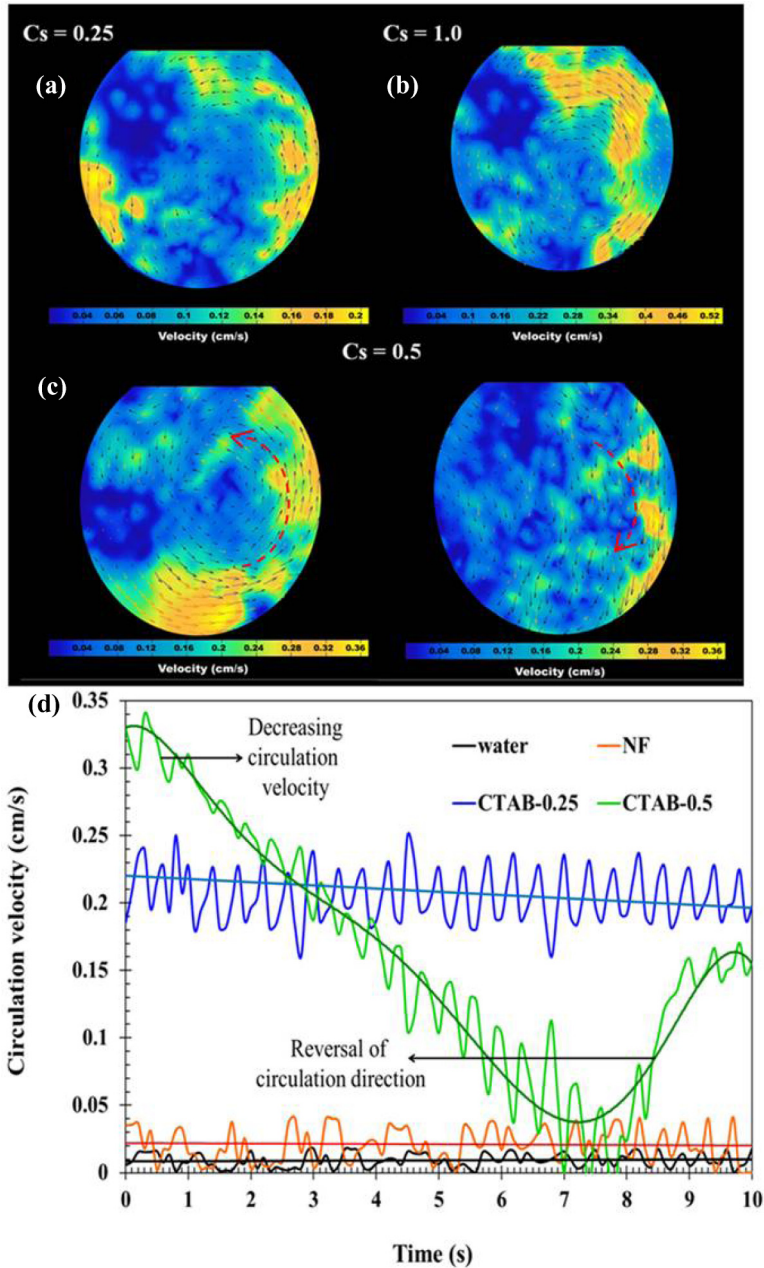 Cs = 0.25
Cs = 1.0
(a)
(b)
0.04 0.06 0.08 0.1 0.12 0.14 0.16 0.18 0.2
Velocity (cm/s)
0.04 0.1 0.16 0.22 0.28 0.34 0.4 0.46 0.52
Velocity (cm/s)
Cs = 0.5
(c)
0.04 0.08 0.12 0.16 0.2 0.24 0.28 0.32 0.36
Velocity (cm/s)
0.04 0.08 0.12 0.16 0.2 0.24 0.28 0.32 0.36
Velocity (cm/s)
(d)
0.35
0.3
0.25
0.2
0.15
0.1
0.05
0
Circulation velocity (cm/s)
Decreasing
circulation
velocity
water
NF
CTAB-0.25
CTAB-0.5
Reversal of
circulation direction
0 1 2 3 4 5 6 7 8 9 10
Time (s)